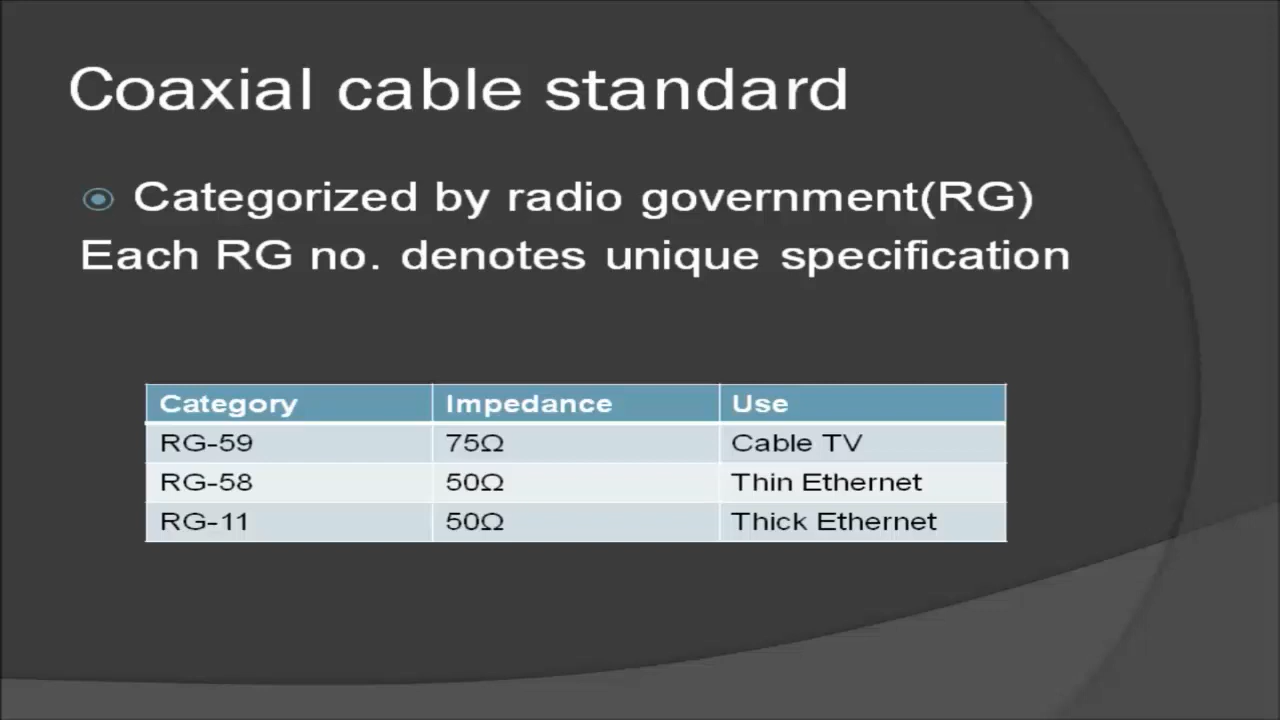 Coaxial cable standard
Categorized by radio government(RG)
Each RG no. denotes unique specification
Category Impedance Use
RG-59 75Ω Cable TV
RG-58 50Ω Thin Ethernet
RG-11 50Ω Thick Ethernet